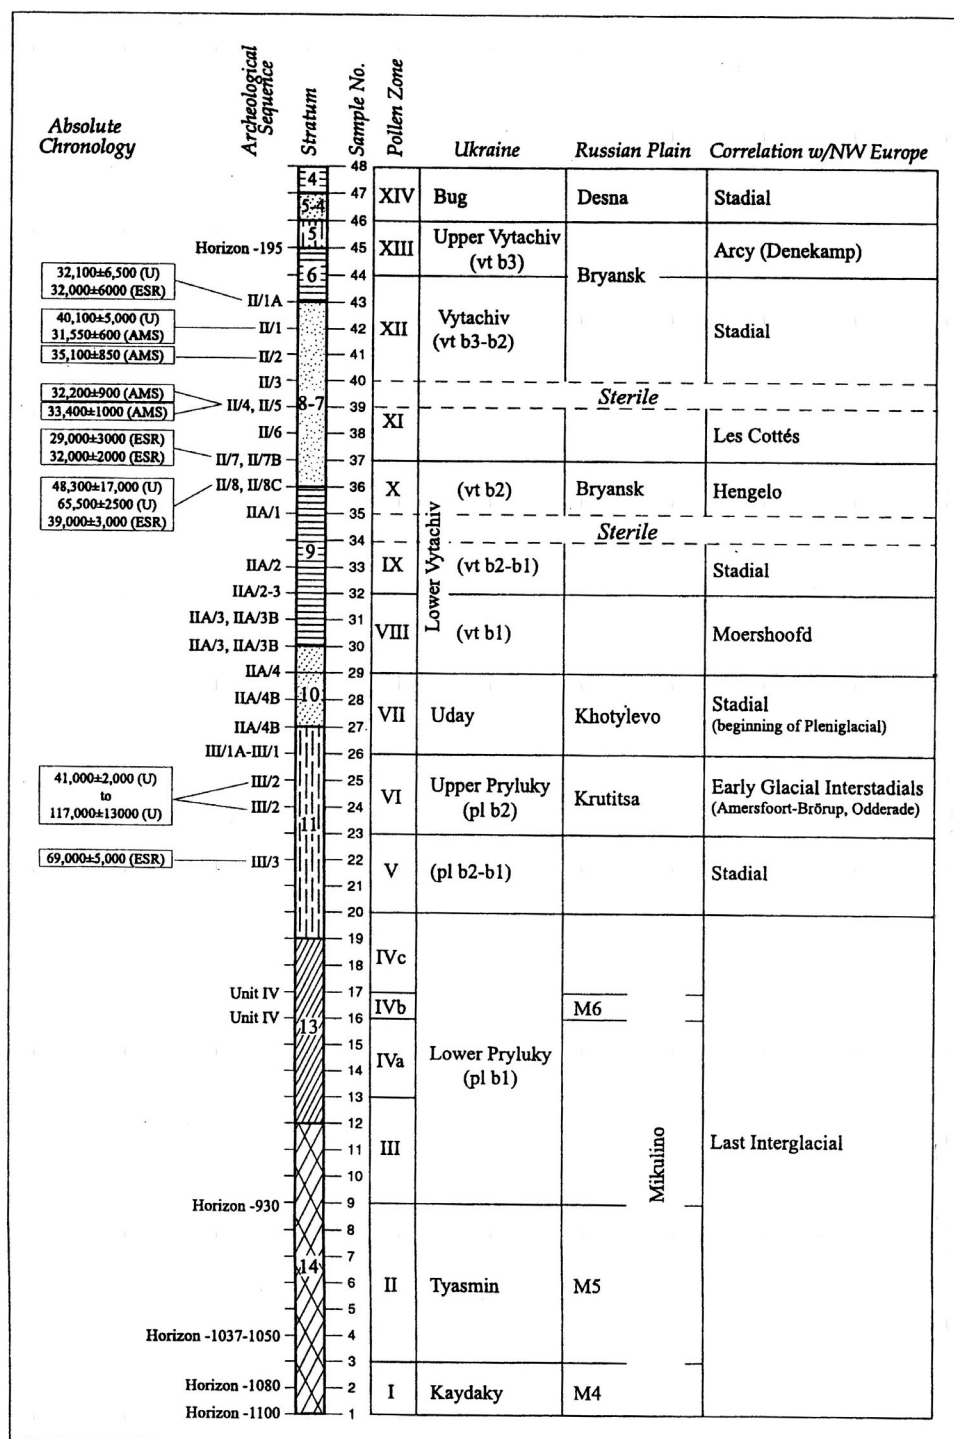 Absolute
Chronology
Archeological
Sequence
Stratum
Sample No.
Pollen Zone
Ukraine
Russian Plain
Correlation w/NW Europe
32,100±6,500 (U)
32,000±6000 (ESR)
40,100±5,000 (U)
31,550±600 (AMS)
35,100±850 (AMS)
32,200±900 (AMS)
33,400±1000 (AMS)
29,000±3000 (ESR)
32,000±2000 (ESR)
48,300±17,000 (U)
65,500±2500 (U)
39,000±3,000 (ESR)
41,000±2,000 (U)
to
117,000±13000 (U)
69,000±5,000 (ESR)
Horizon -195
II/1A
II/1
II/2
II/3
II/4, II/5
II/6
II/7, II/7B
II/8, II/8C
IIA/1
IIA/2
IIA/2-3
IIA/3, IIA/3B
IIA/3, IIA/3B
IIA/4
IIA/4B
IIA/4B
III/1A-III/1
III/2
III/2
III/3
Unit IV
Unit IV
Horizon -930
Horizon -1037-1050
Horizon -1080
Horizon -1100
4
5-4
5
6
8-7
9
10
11
13
14
48
47
46
45
44
43
42
41
40
39
38
37
36
35
34
33
32
31
30
29
28
27
26
25
24
23
22
21
20
19
18
17
16
15
14
13
12
11
10
9
8
7
6
5
4
3
2
1
XIV
XIII
XII
XI
X
IX
VIII
VII
VI
V
IVc
IVb
IVa
III
II
I
Bug
Upper Vytachiv
(vt b3)
Vytachiv
(vt b3-b2)
Lower Vytachiv
(vt b2)
(vt b2-b1)
(vt b1)
Uday
Upper Pryluky
(pl b2)
(pl b2-b1)
Lower Pryluky
(pl b1)
Tyasmin
Kaydaky
Desna
Bryansk
Sterile
Bryansk
Sterile
Khotylevo
Krutitsa
M6
Mikulino
M5
M4
Stadial
Arcy (Denekamp)
Stadial
Les Cottés
Hengelo
Stadial
Moershoofd
Stadial
(beginning of Pleniglacial)
Early Glacial Interstadials
(Amersfoort-Brörup, Odderade)
Stadial
Last Interglacial